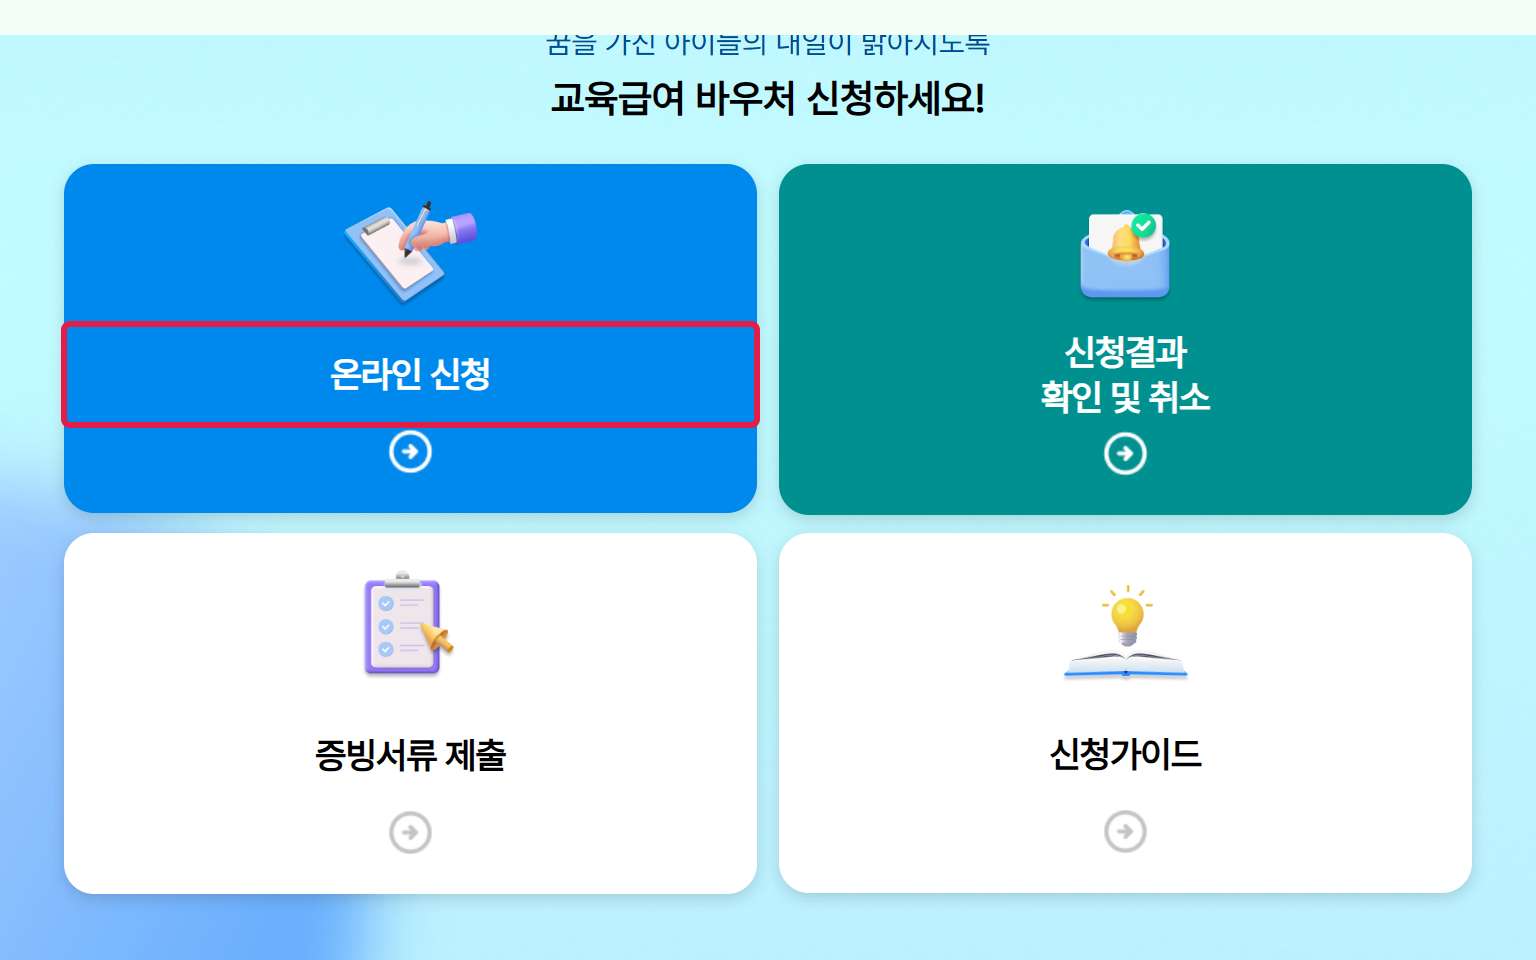 꿈을 가진 아이들의 내일이 밝아지도록
교육급여 바우처 신청하세요!
온라인 신청
신청결과
확인 및 취소
증빙서류 제출
신청가이드